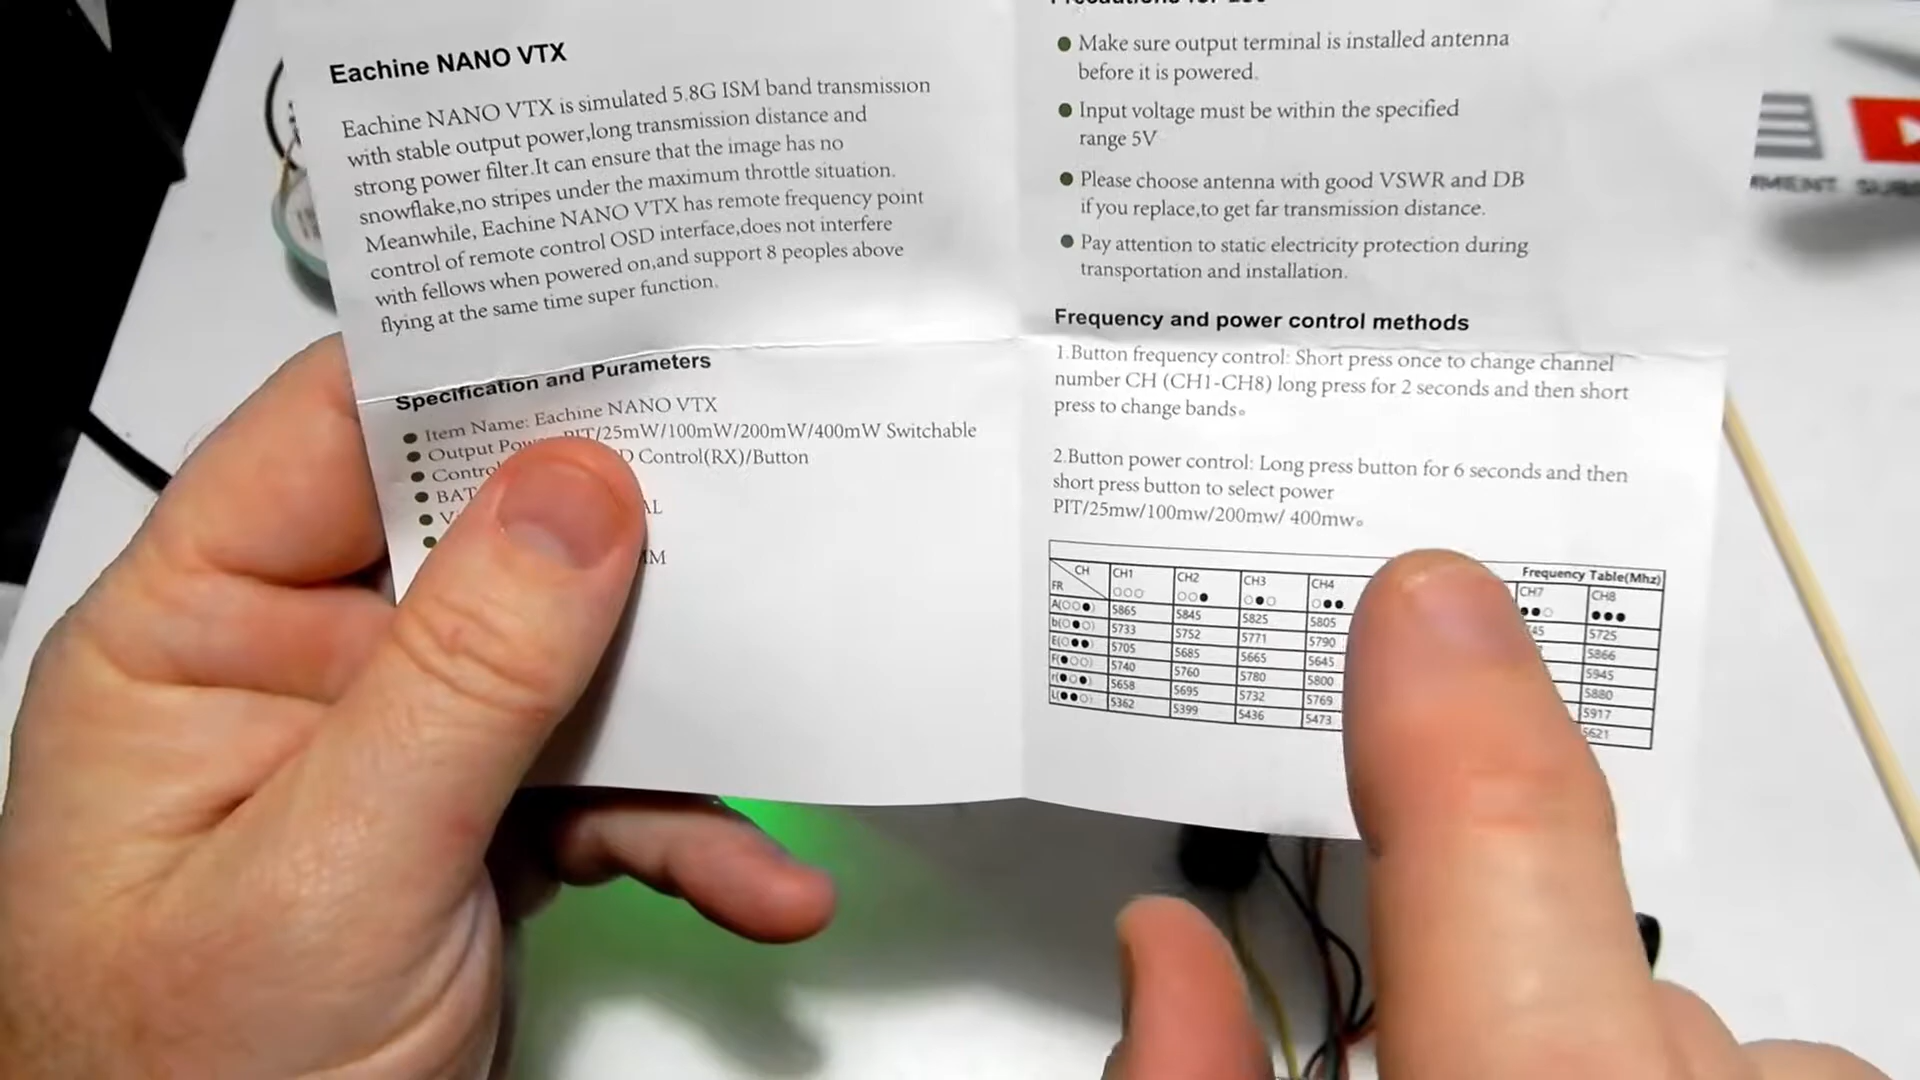 Eachine NANO VTX
Eachine NANO VTX is simulated 5.8G ISM band transmission
with stable output power,long transmission distance and
strong power filter.It can ensure that the image has no
snowflake,no stripes under the maximum throttle situation.
Meanwhile, Eachine NANO VTX has remote frequency point
control of remote control OSD interface,does not interfere
with fellows when powered on,and support 8 peoples above
flying at the same time super function.
Specification and Purameters
● Item Name: Eachine NANO VTX
● Output PIT/25mW/100mW/200mW/400mW Switchable
● Control(RX)/Button
● BAT
Make sure output terminal is installed antenna
before it is powered.
Input voltage must be within the specified
range 5V
Please choose antenna with good VSWR and DB
if you replace,to get far transmission distance.
Pay attention to static electricity protection during
transportation and installation.
Frequency and power control methods
1.Button frequency control: Short press once to change channel
number CH (CH1-CH8) long press for 2 seconds and then short
press to change bands。
2.Button power control: Long press button for 6 seconds and then
short press button to select power
PIT/25mw/100mw/200mw/ 400mw。
Frequency Table(Mhz)
CH FR CH1 ○○○ CH2 ○○● CH3 ○●○ CH4 ○●● CH7 ●●○ CH8 ●●●
A(○○●) 5865 5845 5825 5805 5725
b(○●○) 5733 5752 5771 5790 5866
E(○●●) 5705 5685 5665 5645 5945
F(●○○) 5740 5760 5780 5800 5880
r(●○●) 5658 5695 5732 5769 5917
L(●●○) 5362 5399 5436 5473 5621